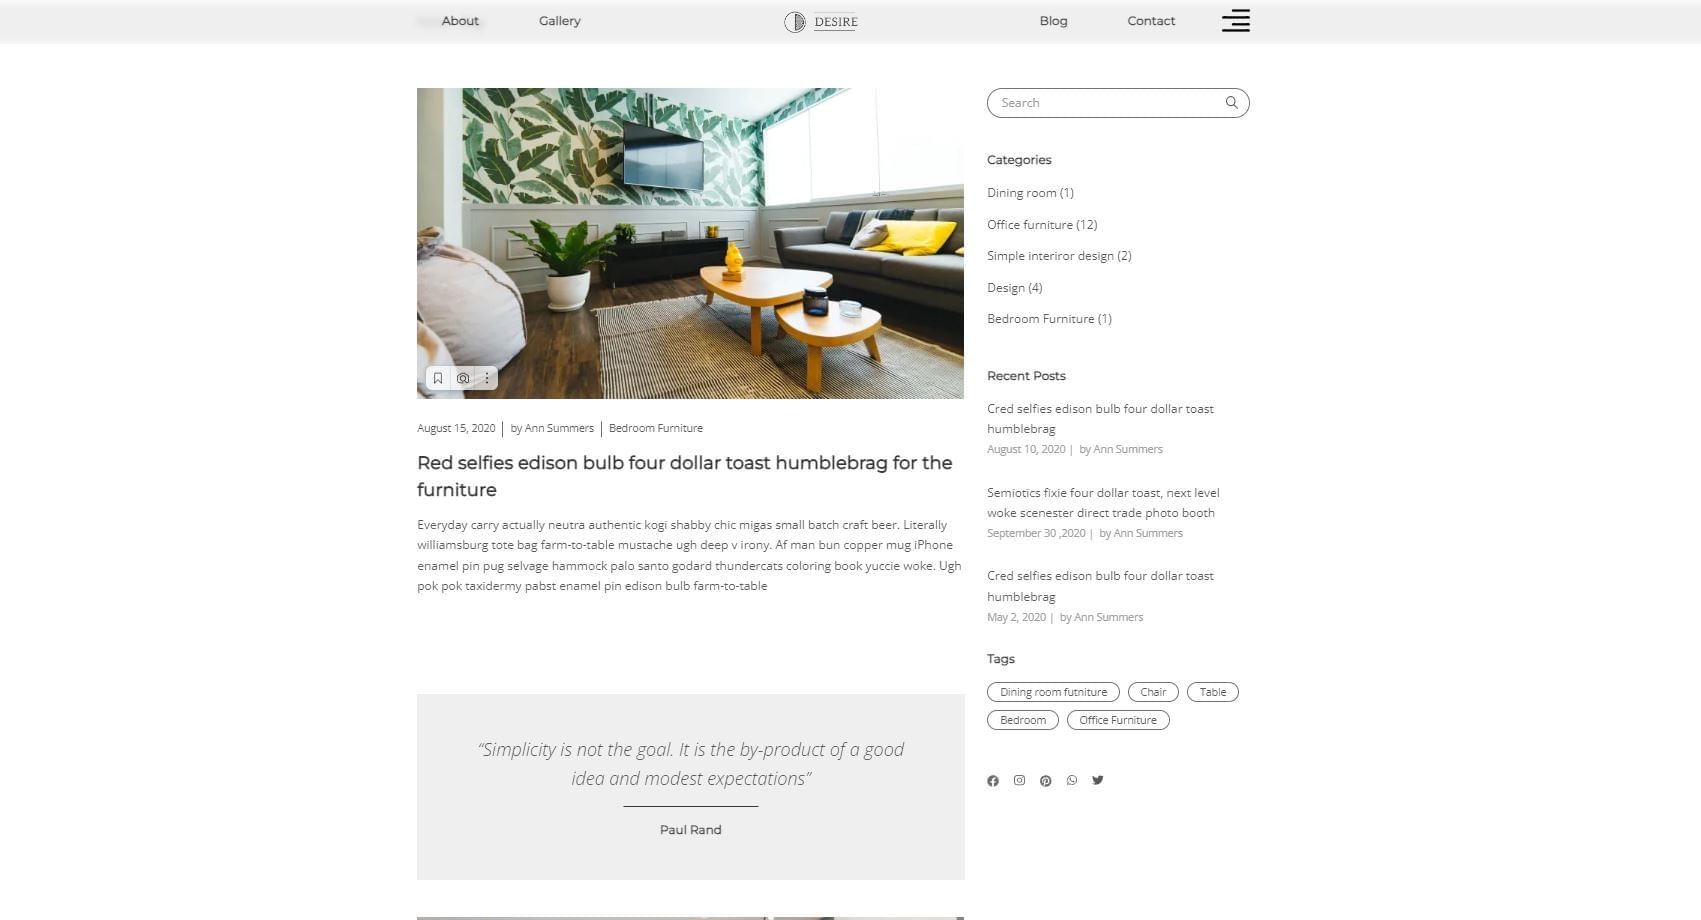 About
Gallery
DESIRE
Blog
Contact
August 15, 2020 | by Ann Summers | Bedroom Furniture
Red selfies edison bulb four dollar toast humblebrag for the
furniture
Everyday carry actually neutra authentic kogi shabby chic migas small batch craft beer. Literally
williamsburg tote bag farm-to-table mustache ugh deep v irony. Af man bun copper mug iPhone
enamel pin pug selvage hammock palo santo godard thundercats coloring book yuccie woke. Ugh
pok pok taxidermy pabst enamel pin edison bulb farm-to-table
“Simplicity is not the goal. It is the by-product of a good
idea and modest expectations”
Paul Rand
Search
Categories
Dining room (1)
Office furniture (12)
Simple interiror design (2)
Design (4)
Bedroom Furniture (1)
Recent Posts
Cred selfies edison bulb four dollar toast
humblebrag
August 10, 2020 | by Ann Summers
Semiotics fixie four dollar toast, next level
woke scenester direct trade photo booth
September 30 ,2020 | by Ann Summers
Cred selfies edison bulb four dollar toast
humblebrag
May 2, 2020 | by Ann Summers
Tags
Dining room futniture
Chair
Table
Bedroom
Office Furniture